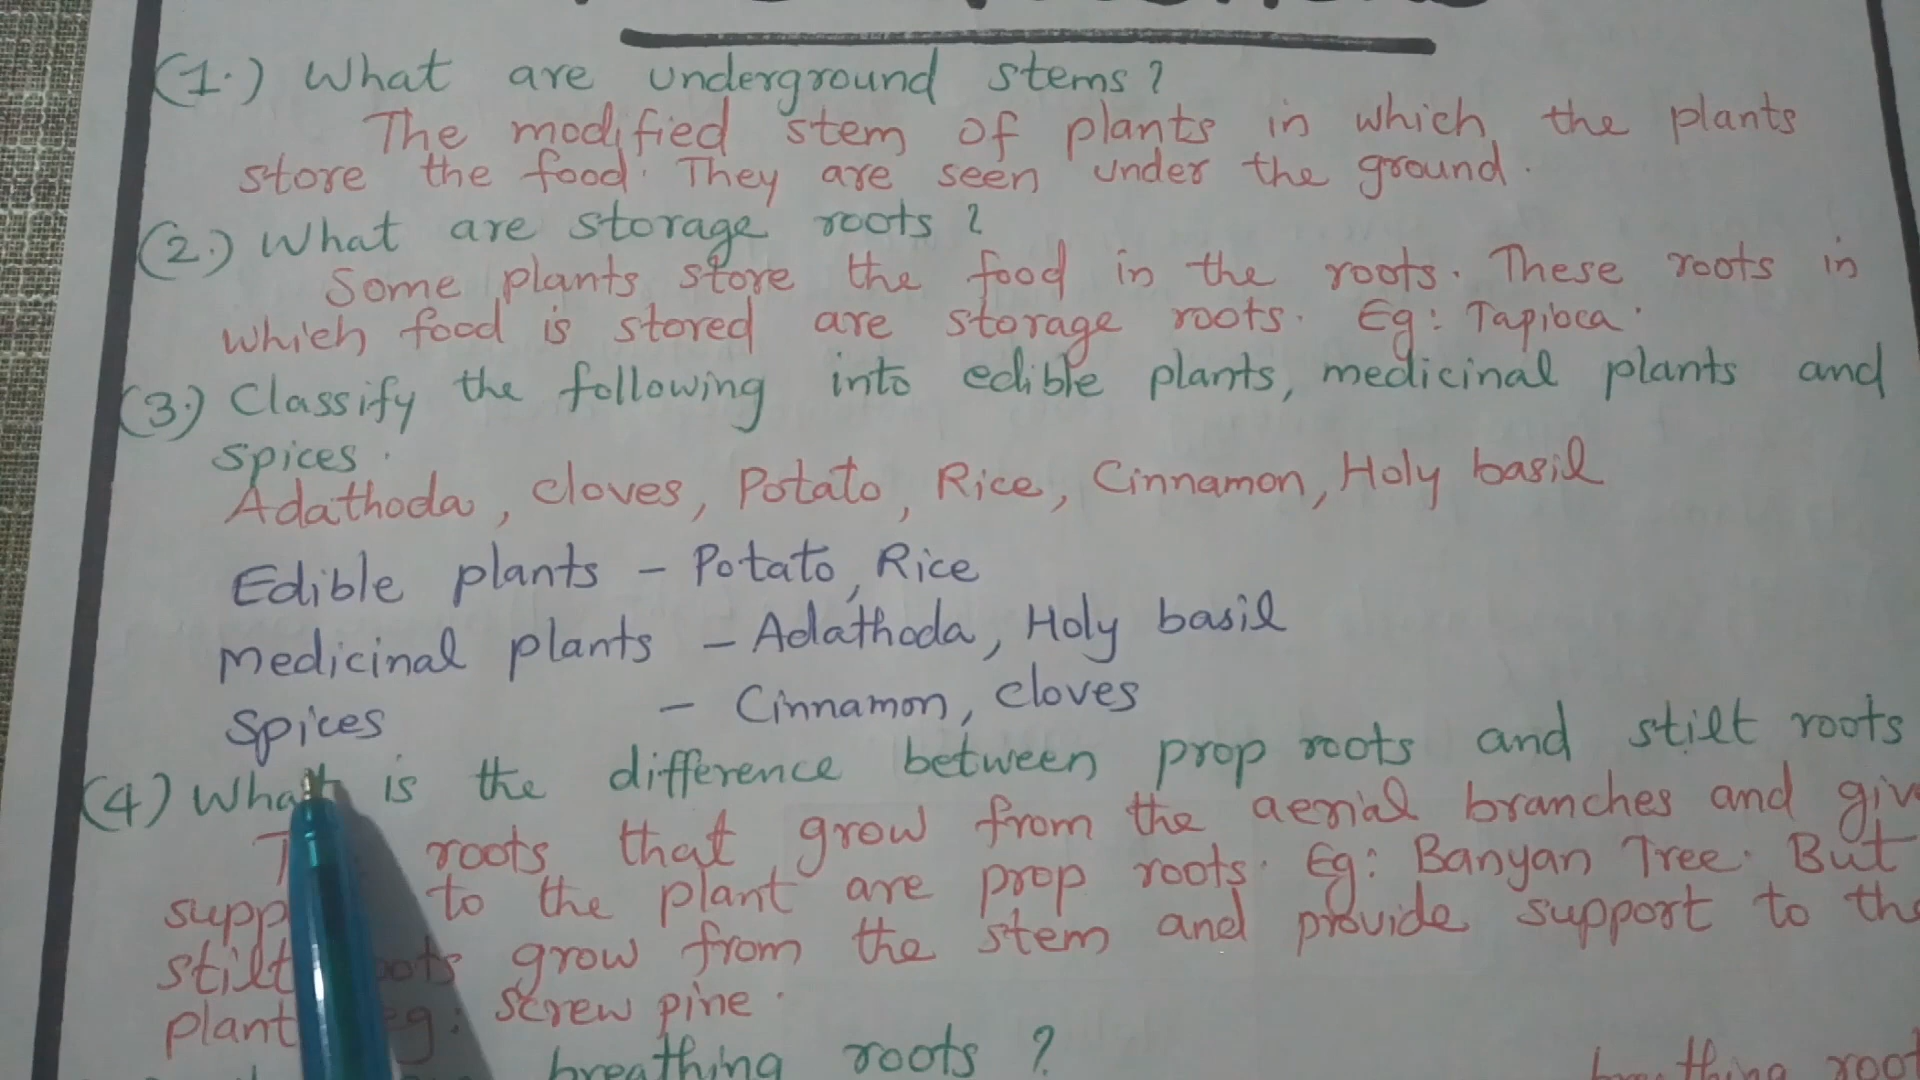 (1.) What are underground stems?
The modified stem of plants in which the plants
store the food. They are seen under the ground.
(2.) What are storage roots?
Some plants store the food in the roots. These roots in
which food is stored are storage roots. Eg: Tapioca.
(3.) Classify the following into edible plants, medicinal plants and
spices.
Adathoda, cloves, Potato, Rice, Cinnamon, Holy basil
Edible plants - Potato, Rice
Medicinal plants - Adathoda, Holy basil
Spices - Cinnamon, cloves
(4) What is the difference between prop roots and stilt roots
roots that grow from the aerial branches and
to the plant are prop roots. Eg: Banyan Tree. But
stilt grow from the stem and provide support to the
plant Eg: Screw pine.
breathing roots?
breathing